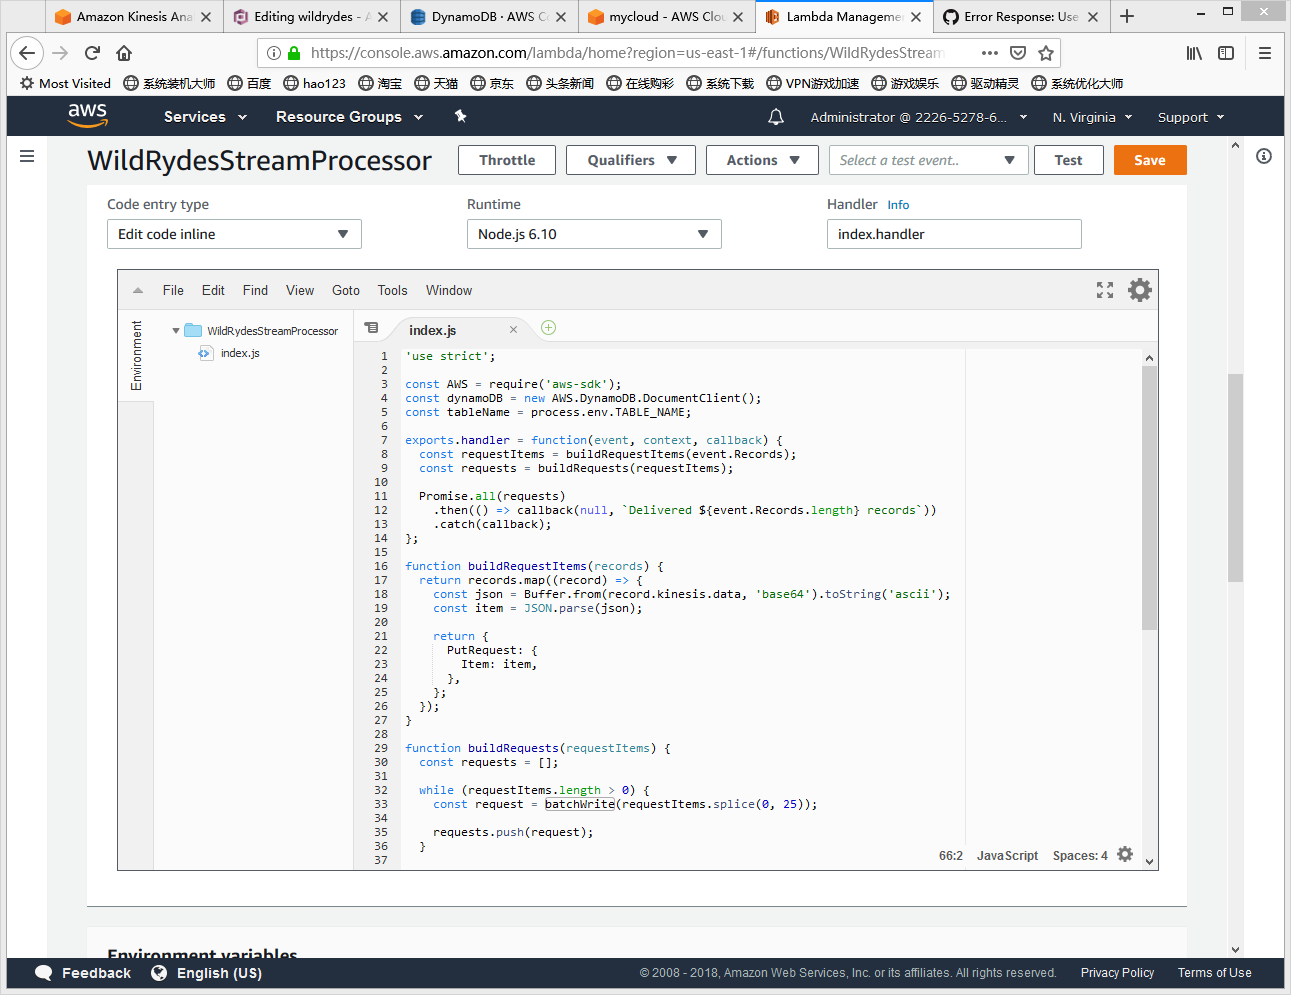 Amazon Kinesis Ana
Editing wildrydes - A
DynamoDB · AWS Co
mycloud - AWS Clou
Lambda Manageme
Error Response: Use
https://console.aws.amazon.com/lambda/home?region=us-east-1#/functions/WildRydesStream
Most Visited 系统装机大师 百度 hao123 淘宝 天猫 京东 头条新闻 在线购彩 系统下载 VPN游戏加速 游戏娱乐 驱动精灵 系统优化大师
aws Services Resource Groups Administrator @ 2226-5278-6... N. Virginia Support
WildRydesStreamProcessor Throttle Qualifiers Actions Select a test event.. Test Save
Code entry type Runtime Handler Info
Edit code inline Node.js 6.10 index.handler
File Edit Find View Goto Tools Window
Environment
WildRydesStreamProcessor
index.js
index.js
1 'use strict';
2
3 const AWS = require('aws-sdk');
4 const dynamoDB = new AWS.DynamoDB.DocumentClient();
5 const tableName = process.env.TABLE_NAME;
6
7 exports.handler = function(event, context, callback) {
8 const requestItems = buildRequestItems(event.Records);
9 const requests = buildRequests(requestItems);
10
11 Promise.all(requests)
12 .then(() => callback(null, `Delivered ${event.Records.length} records`))
13 .catch(callback);
14 };
15
16 function buildRequestItems(records) {
17 return records.map((record) => {
18 const json = Buffer.from(record.kinesis.data, 'base64').toString('ascii');
19 const item = JSON.parse(json);
20
21 return {
22 PutRequest: {
23 Item: item,
24 },
25 };
26 });
27 }
28
29 function buildRequests(requestItems) {
30 const requests = [];
31
32 while (requestItems.length > 0) {
33 const request = batchWrite(requestItems.splice(0, 25));
34
35 requests.push(request);
36 }
37
66:2 JavaScript Spaces: 4
Environment variables
Feedback English (US) © 2008 - 2018, Amazon Web Services, Inc. or its affiliates. All rights reserved. Privacy Policy Terms of Use